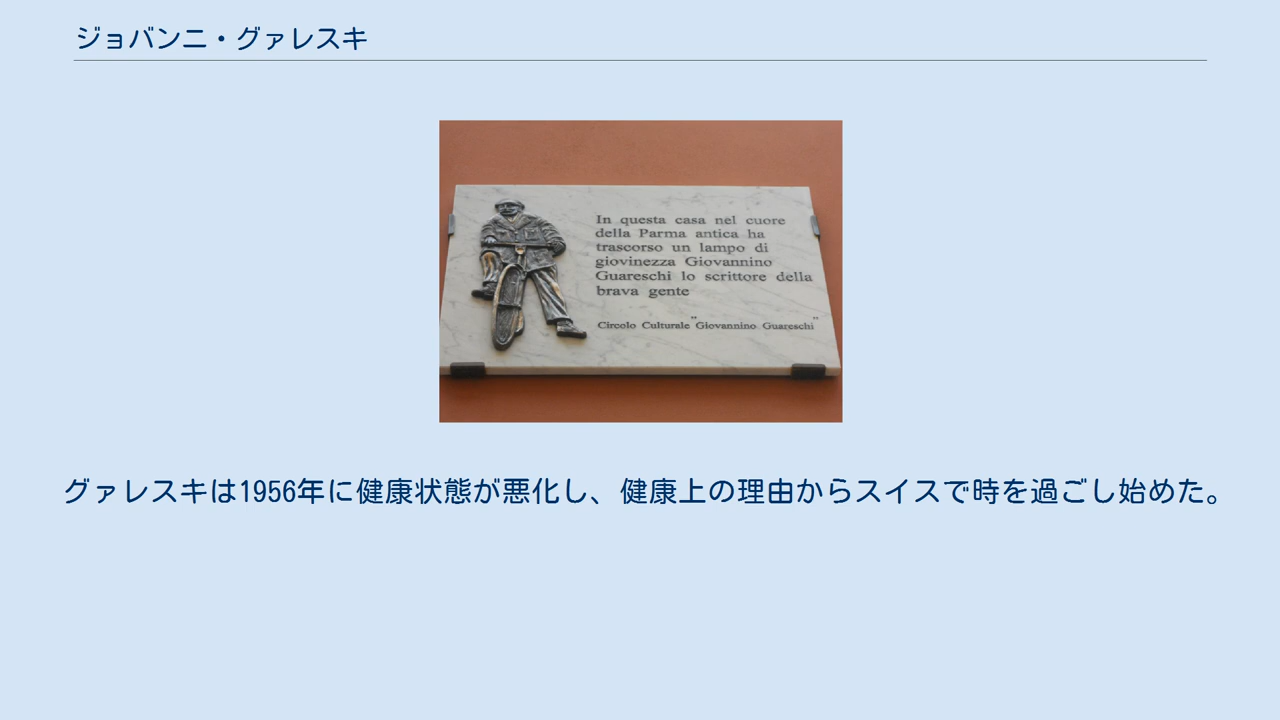 ジョバンニ・グァレスキ
In questa casa nel cuore
della Parma antica ha
trascorso un lampo di
giovinezza Giovannino
Guareschi lo scrittore della
brava gente
Circolo Culturale "Giovannino Guareschi"
グァレスキは1956年に健康状態が悪化し、健康上の理由からスイスで時を過ごし始めた。